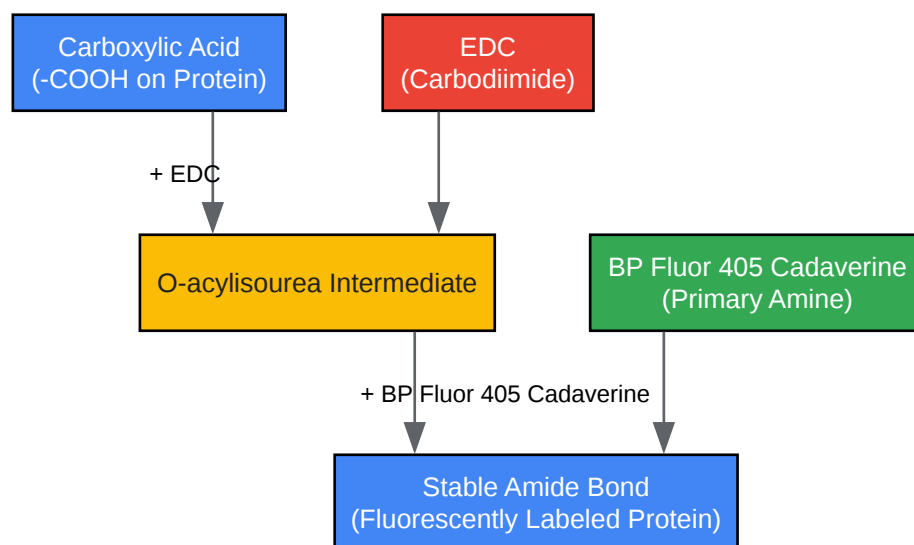 Carboxylic Acid
(-COOH on Protein)
EDC
(Carbodiimide)
+ EDC
O-acylisourea Intermediate
BP Fluor 405 Cadaverine
(Primary Amine)
+ BP Fluor 405 Cadaverine
Stable Amide Bond
(Fluorescently Labeled Protein)